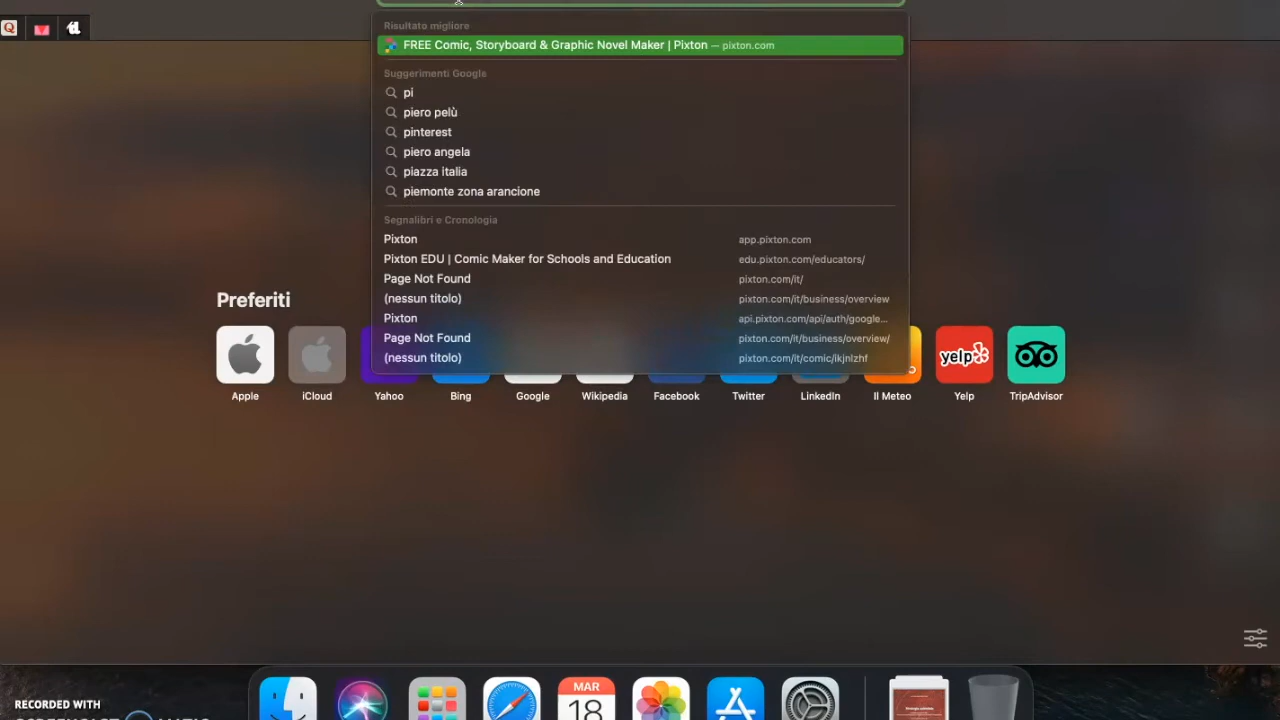 Risultato migliore
FREE Comic, Storyboard & Graphic Novel Maker | Pixton — pixton.com
Suggerimenti Google
pi
piero pelù
pinterest
piero angela
piazza italia
piemonte zona arancione
Segnalibri e Cronologia
Pixton app.pixton.com
Pixton EDU | Comic Maker for Schools and Education edu.pixton.com/educators/
Page Not Found pixton.com/it/
(nessun titolo) pixton.com/it/business/overview
Pixton api.pixton.com/api/auth/google...
Page Not Found pixton.com/it/business/overview/
(nessun titolo) pixton.com/it/comic/ikjnlzhf
Preferiti
yelp
Apple iCloud Yahoo Bing Google Wikipedia Facebook Twitter LinkedIn Il Meteo Yelp TripAdvisor
MAR
18
RECORDED WITH